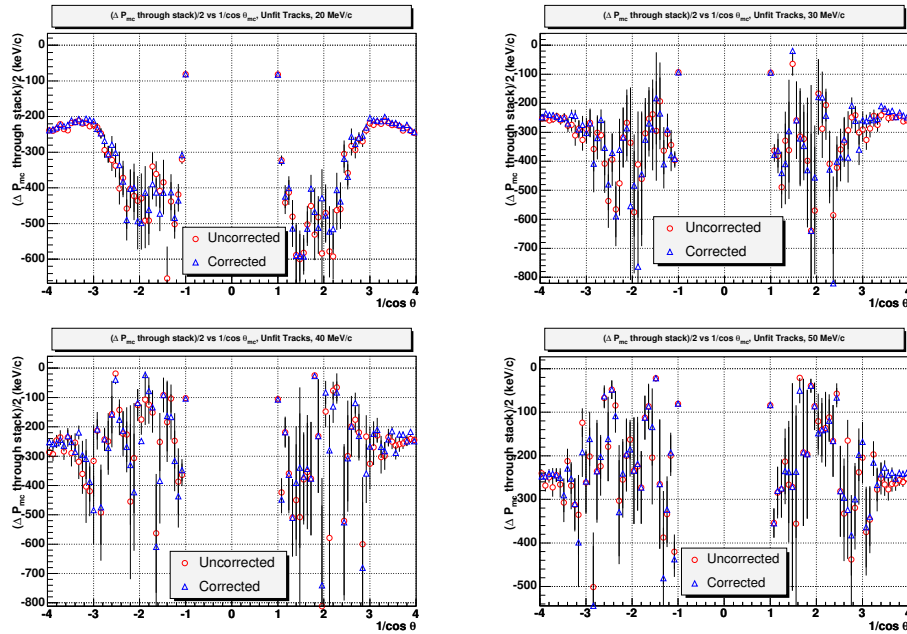 (Δ P_mc through stack)/2 vs 1/cos θ_mc, Unfit Tracks, 20 MeV/c
(Δ P_mc through stack)/2 (keV/c)
0
-100
-200
-300
-400
-500
-600
Uncorrected
Corrected
-4 -3 -2 -1 0 1 2 3 4
1/cos θ
(Δ P_mc through stack)/2 vs 1/cos θ_mc, Unfit Tracks, 30 MeV/c
(Δ P_mc through stack)/2 (keV/c)
0
-100
-200
-300
-400
-500
-600
-700
-800
Uncorrected
Corrected
-4 -3 -2 -1 0 1 2 3 4
1/cos θ
(Δ P_mc through stack)/2 vs 1/cos θ_mc, Unfit Tracks, 40 MeV/c
(Δ P_mc through stack)/2 (keV/c)
0
-100
-200
-300
-400
-500
-600
-700
-800
Uncorrected
Corrected
-4 -3 -2 -1 0 1 2 3 4
1/cos θ
(Δ P_mc through stack)/2 vs 1/cos θ_mc, Unfit Tracks, 50 MeV/c
(Δ P_mc through stack)/2 (keV/c)
0
-100
-200
-300
-400
-500
Uncorrected
Corrected
-4 -3 -2 -1 0 1 2 3 4
1/cos θ